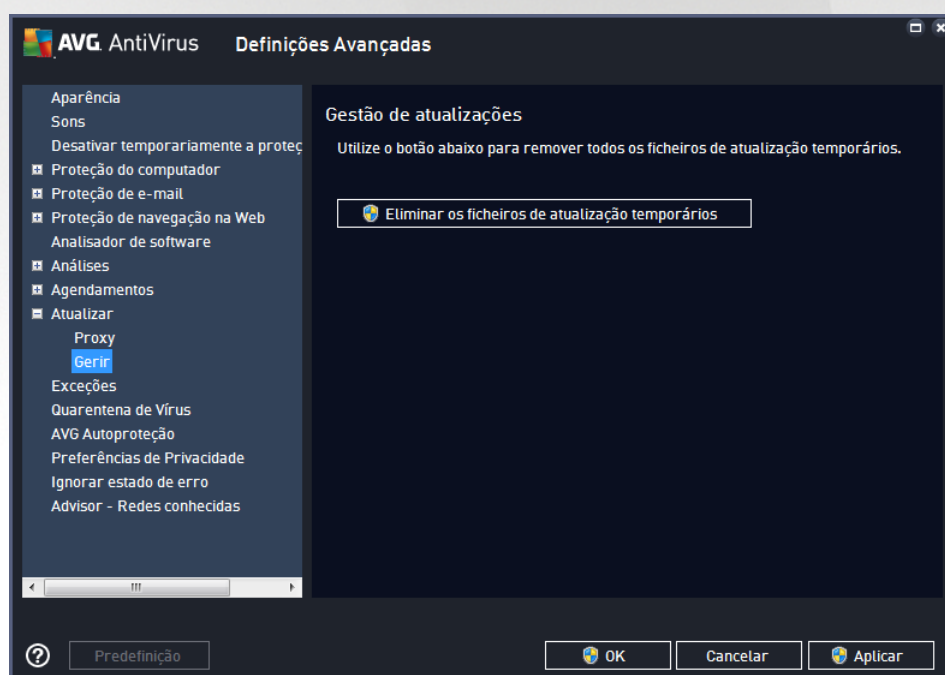 AVG AntiVirus Definições Avançadas
Aparência
Sons
Desativar temporariamente a proteç
Proteção do computador
Proteção de e-mail
Proteção de navegação na Web
Analisador de software
Análises
Agendamentos
Atualizar
Proxy
Gerir
Exceções
Quarentena de Vírus
AVG Autoproteção
Preferências de Privacidade
Ignorar estado de erro
Advisor - Redes conhecidas
Gestão de atualizações
Utilize o botão abaixo para remover todos os ficheiros de atualização temporários.
Eliminar os ficheiros de atualização temporários
Predefinição
OK
Cancelar
Aplicar